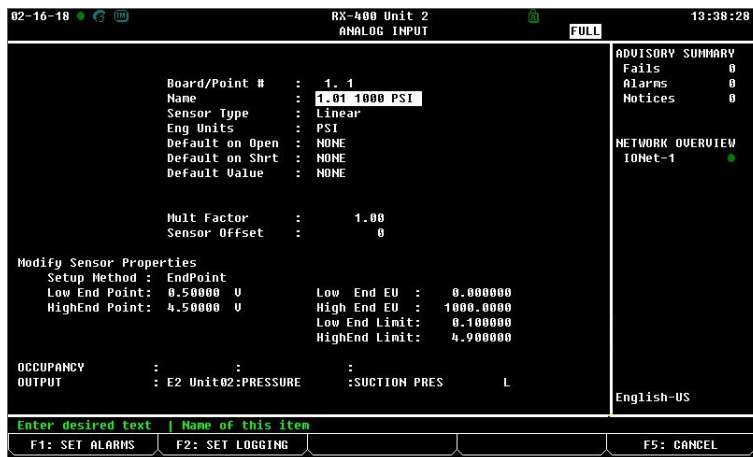 02-16-18 TM RX-400 Unit 2 13:38:28
ANALOG INPUT FULL
ADVISORY SUMMARY
Fails 0
Alarms 0
Notices 0
NETWORK OVERVIEW
IONet-1
English-US
Board/Point # : 1. 1
Name : 1.01 1000 PSI
Sensor Type : Linear
Eng Units : PSI
Default on Open : NONE
Default on Shrt : NONE
Default Value : NONE
Mult Factor : 1.00
Sensor Offset : 0
Modify Sensor Properties
Setup Method : EndPoint
Low End Point: 0.50000 V Low End EU : 0.000000
HighEnd Point: 4.50000 V High End EU : 1000.0000
Low End Limit: 0.100000
HighEnd Limit: 4.900000
OCCUPANCY : : :
OUTPUT : E2 Unit02:PRESSURE :SUCTION PRES L
Enter desired text | Name of this item
F1: SET ALARMS F2: SET LOGGING F5: CANCEL